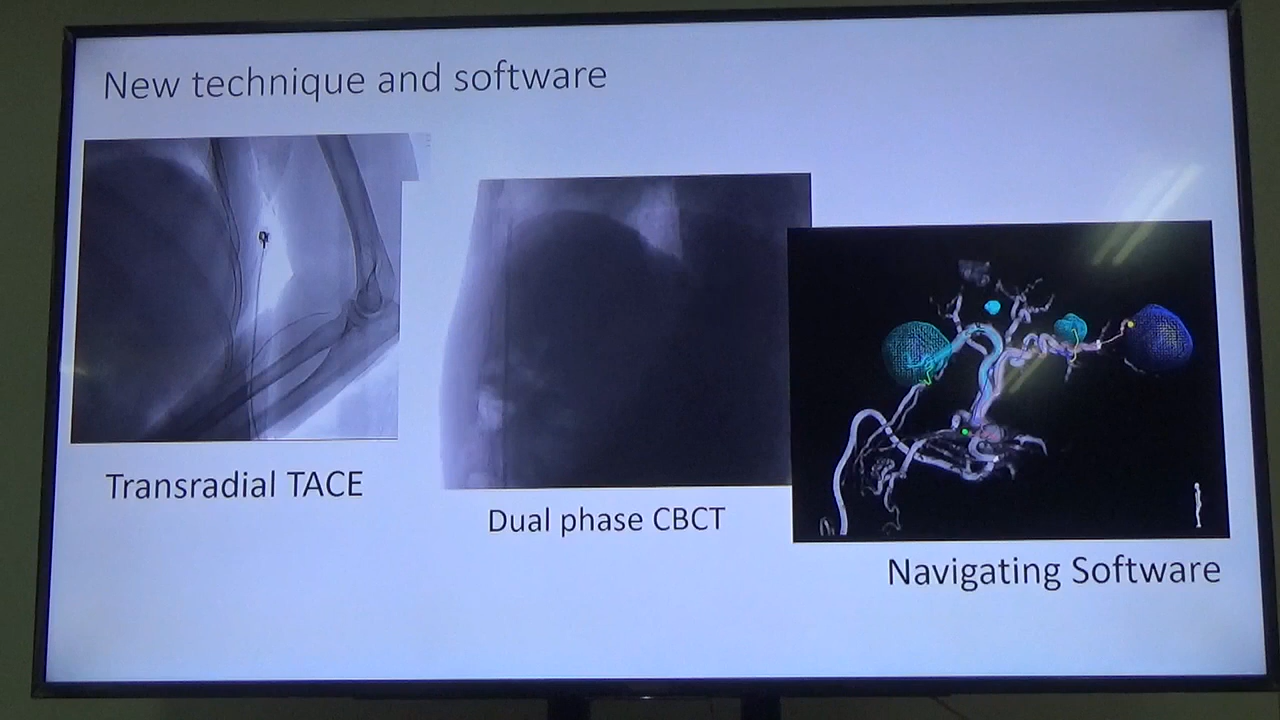 New technique and software
Transradial TACE
Dual phase CBCT
Navigating Software